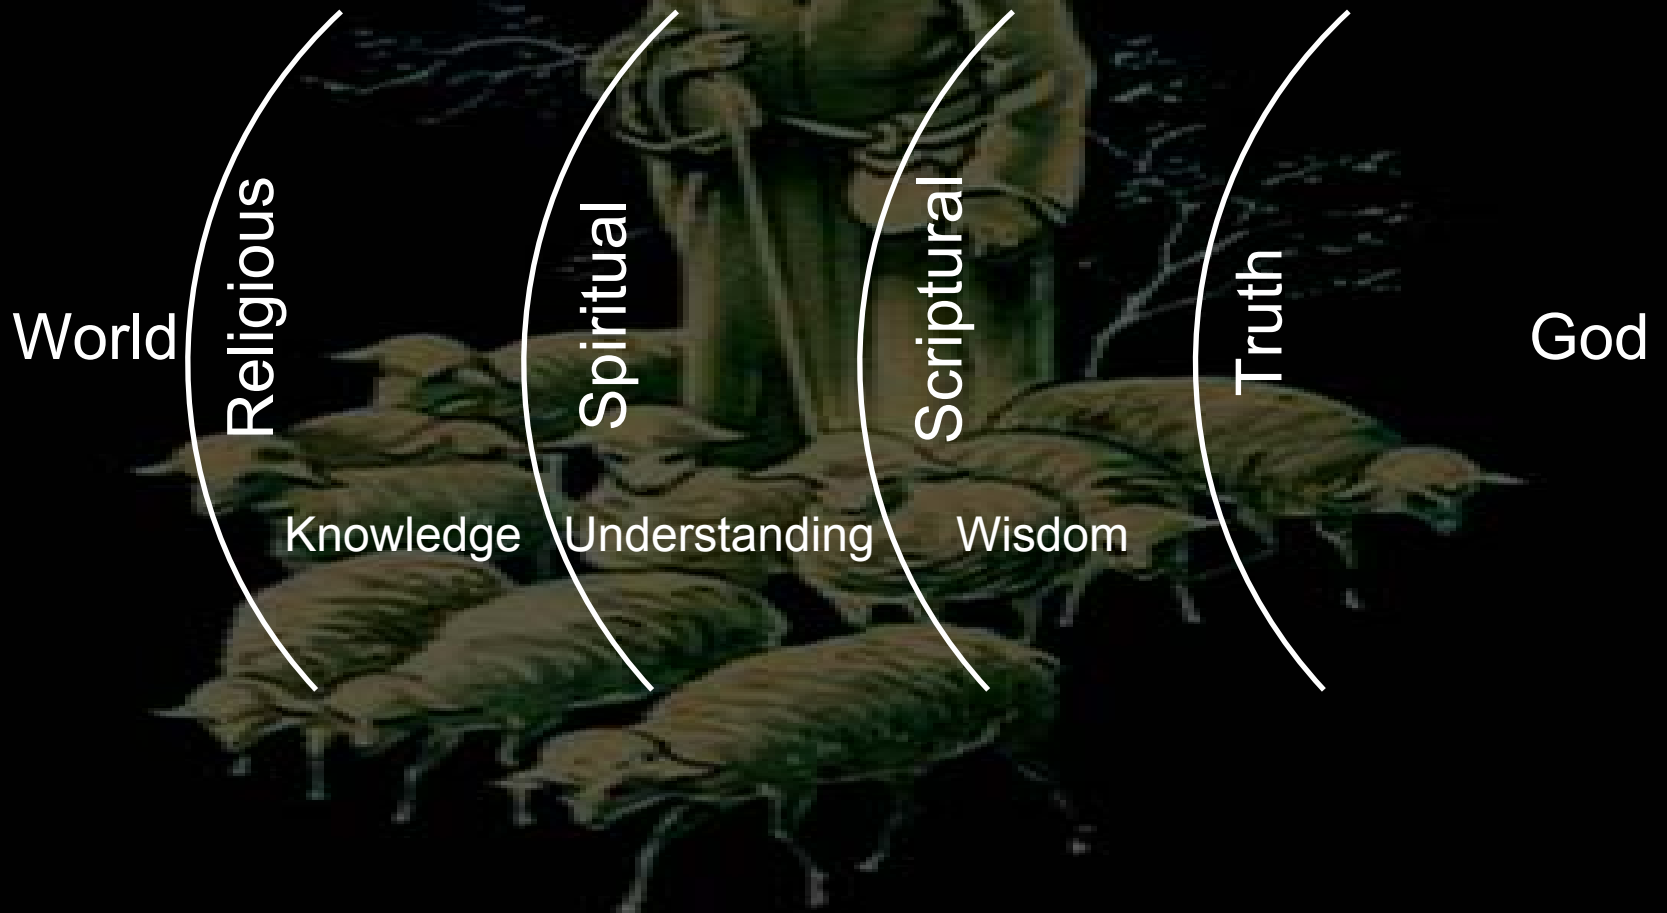 World
Religious
Spiritual
Scriptural
Truth
God
Knowledge
Understanding
Wisdom